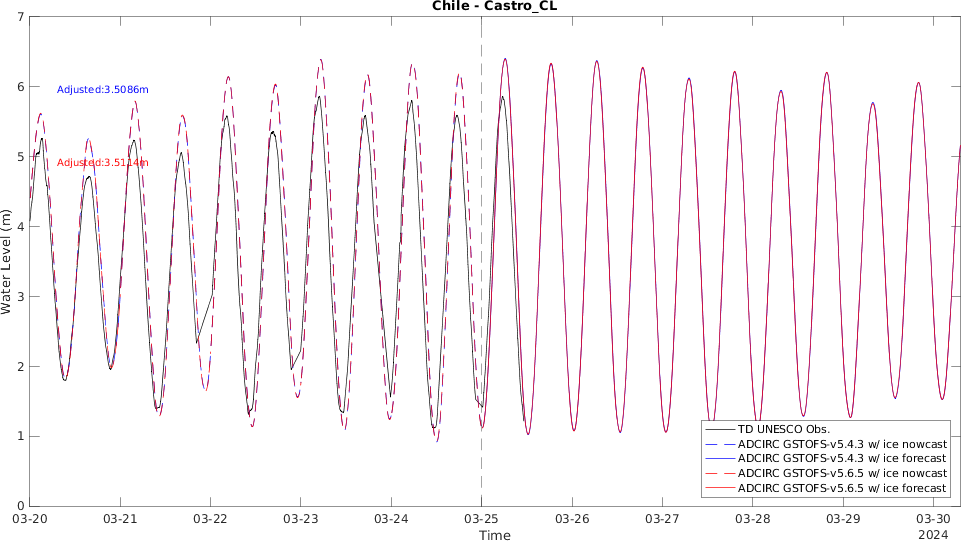 Chile - Castro_CL
7
6
5
4
3
2
1
0
Water Level (m)
Adjusted:3.5086m
Adjusted:3.5114m
TD UNESCO Obs.
ADCIRC GSTOFS-v5.4.3 w/ ice nowcast
ADCIRC GSTOFS-v5.4.3 w/ ice forecast
ADCIRC GSTOFS-v5.6.5 w/ ice nowcast
ADCIRC GSTOFS-v5.6.5 w/ ice forecast
03-20 03-21 03-22 03-23 03-24 03-25 03-26 03-27 03-28 03-29 03-30
Time
2024